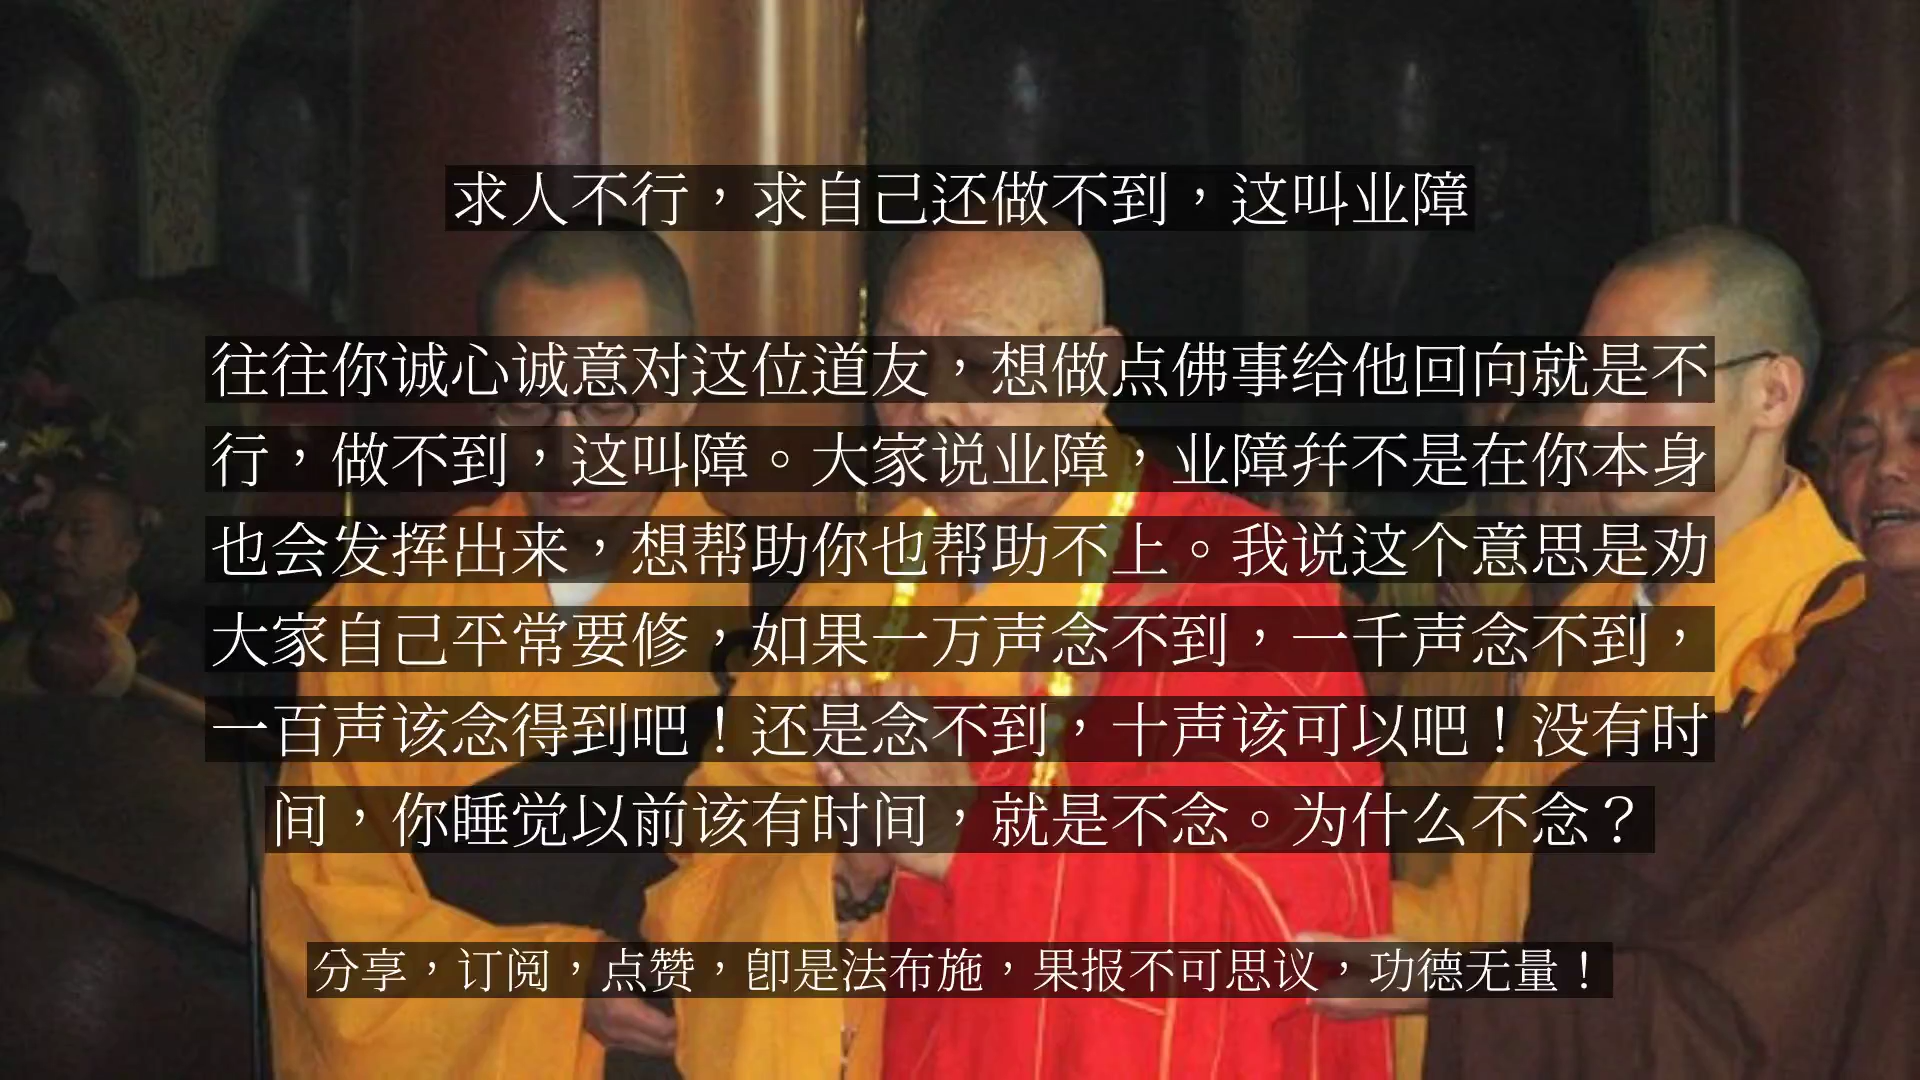 求人不行，求自己还做不到，这叫业障
往往你诚心诚意对这位道友，想做点佛事给他回向就是不
行，做不到，这叫障。大家说业障，业障幷不是在你本身
也会发挥出来，想帮助你也帮助不上。我说这个意思是劝
大家自己平常要修，如果一万声念不到，一千声念不到，
一百声该念得到吧！还是念不到，十声该可以吧！没有时
间，你睡觉以前该有时间，就是不念。为什么不念？
分享，订阅，点赞，卽是法布施，果报不可思议，功德无量！